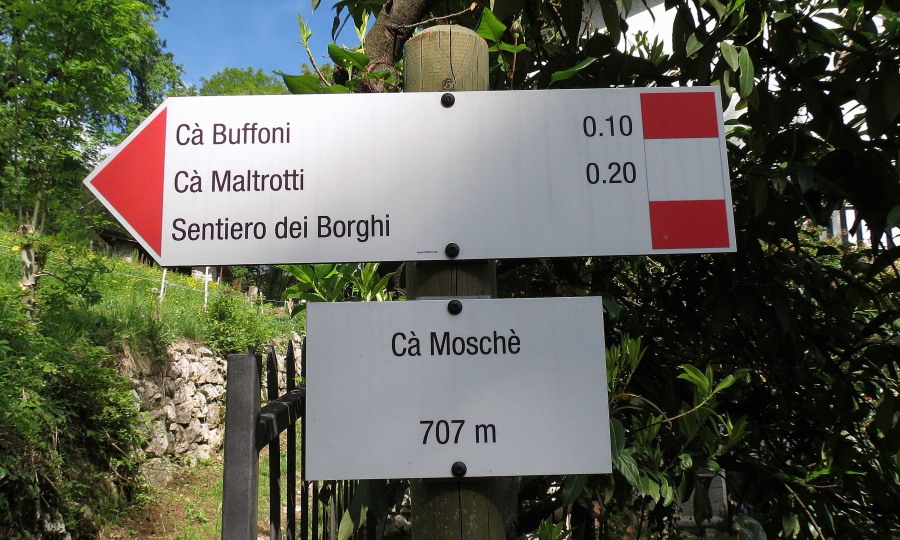 Cà Buffoni 0.10
Cà Maltrotti 0.20
Sentiero dei Borghi
Cà Moschè
707 m